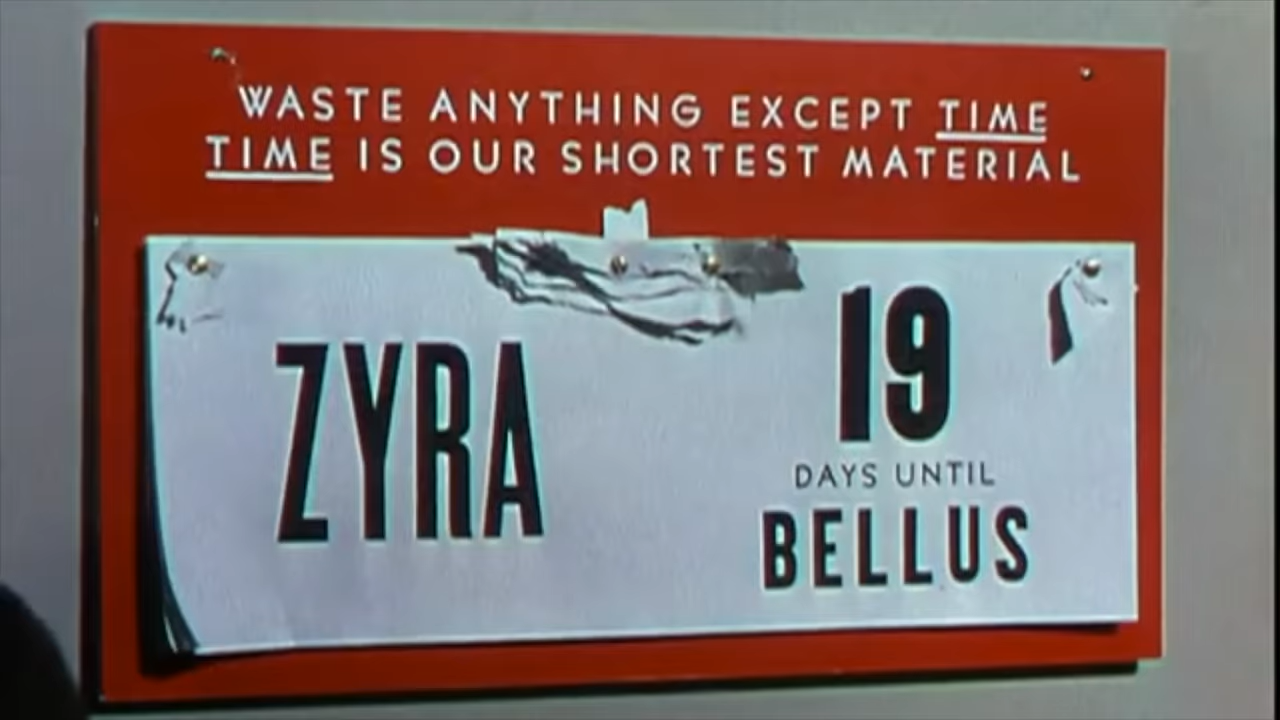 WASTE ANYTHING EXCEPT TIME
TIME IS OUR SHORTEST MATERIAL
ZYRA
19
DAYS UNTIL
BELLUS